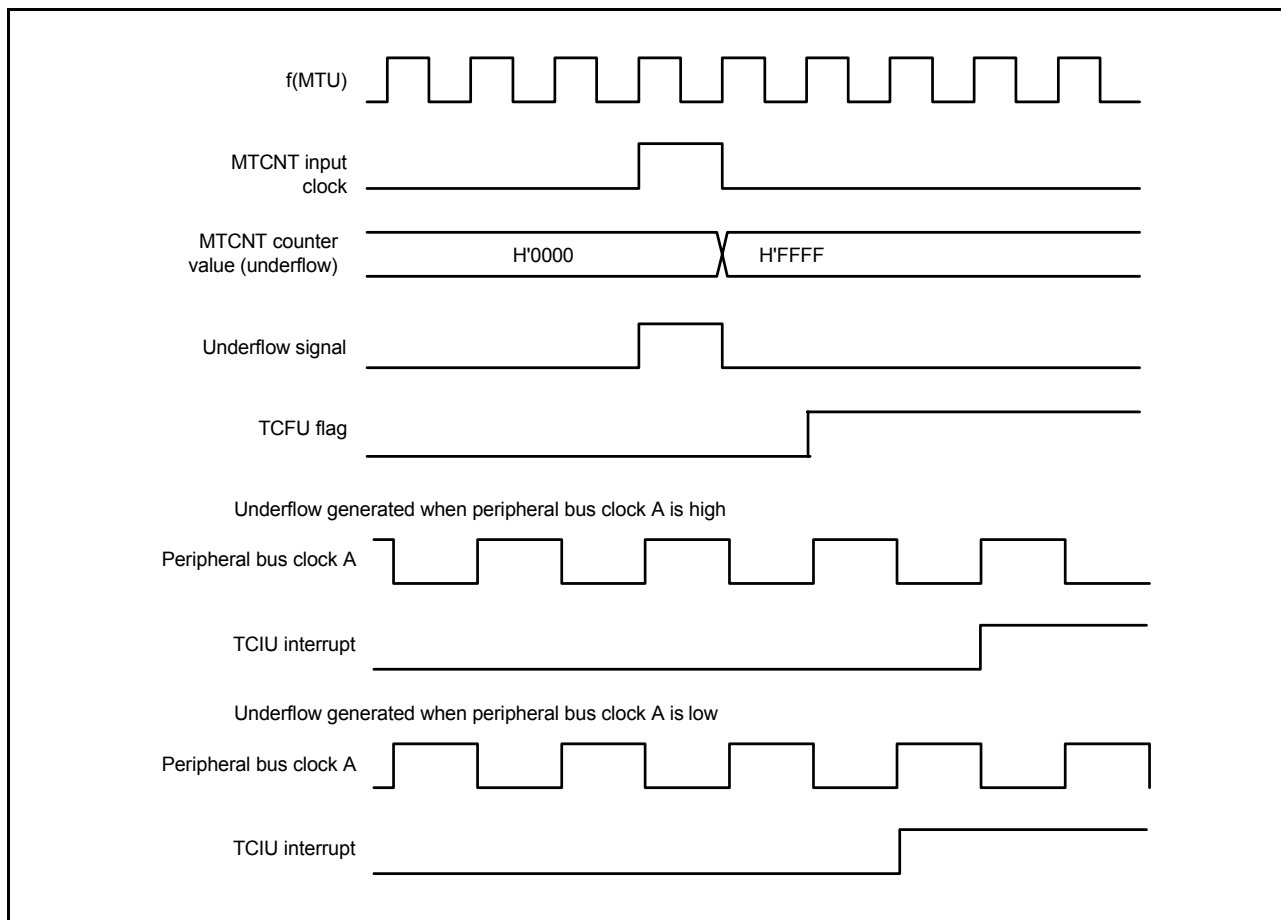 f(MTU)
MTCNT input
clock
MTCNT counter
value (underflow)
H'0000
H'FFFF
Underflow signal
TCFU flag
Underflow generated when peripheral bus clock A is high
Peripheral bus clock A
TCIU interrupt
Underflow generated when peripheral bus clock A is low
Peripheral bus clock A
TCIU interrupt